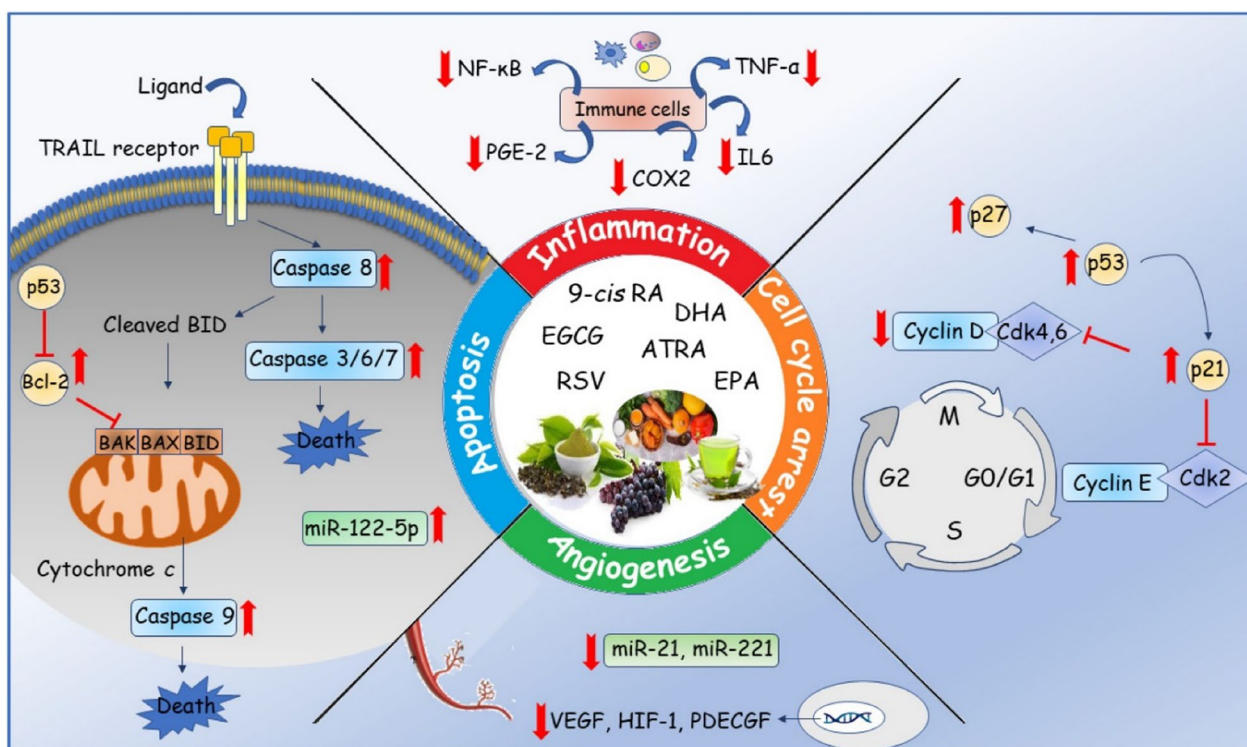 Ligand
TRAIL receptor
Caspase 8
p53
Cleaved BID
Bcl-2
Caspase 3/6/7
Death
BAK BAX BID
miR-122-5p
Cytochrome c
Caspase 9
Death
NF-κB
TNF-α
Immune cells
PGE-2
IL6
COX2
Inflammation
Cell cycle arrest
Angiogenesis
Apoptosis
9-cis RA
DHA
EGCG
ATRA
RSV
EPA
p27
p53
Cyclin D
Cdk4,6
p21
M
G2
G0/G1
S
Cyclin E
Cdk2
miR-21, miR-221
VEGF, HIF-1, PDECGF